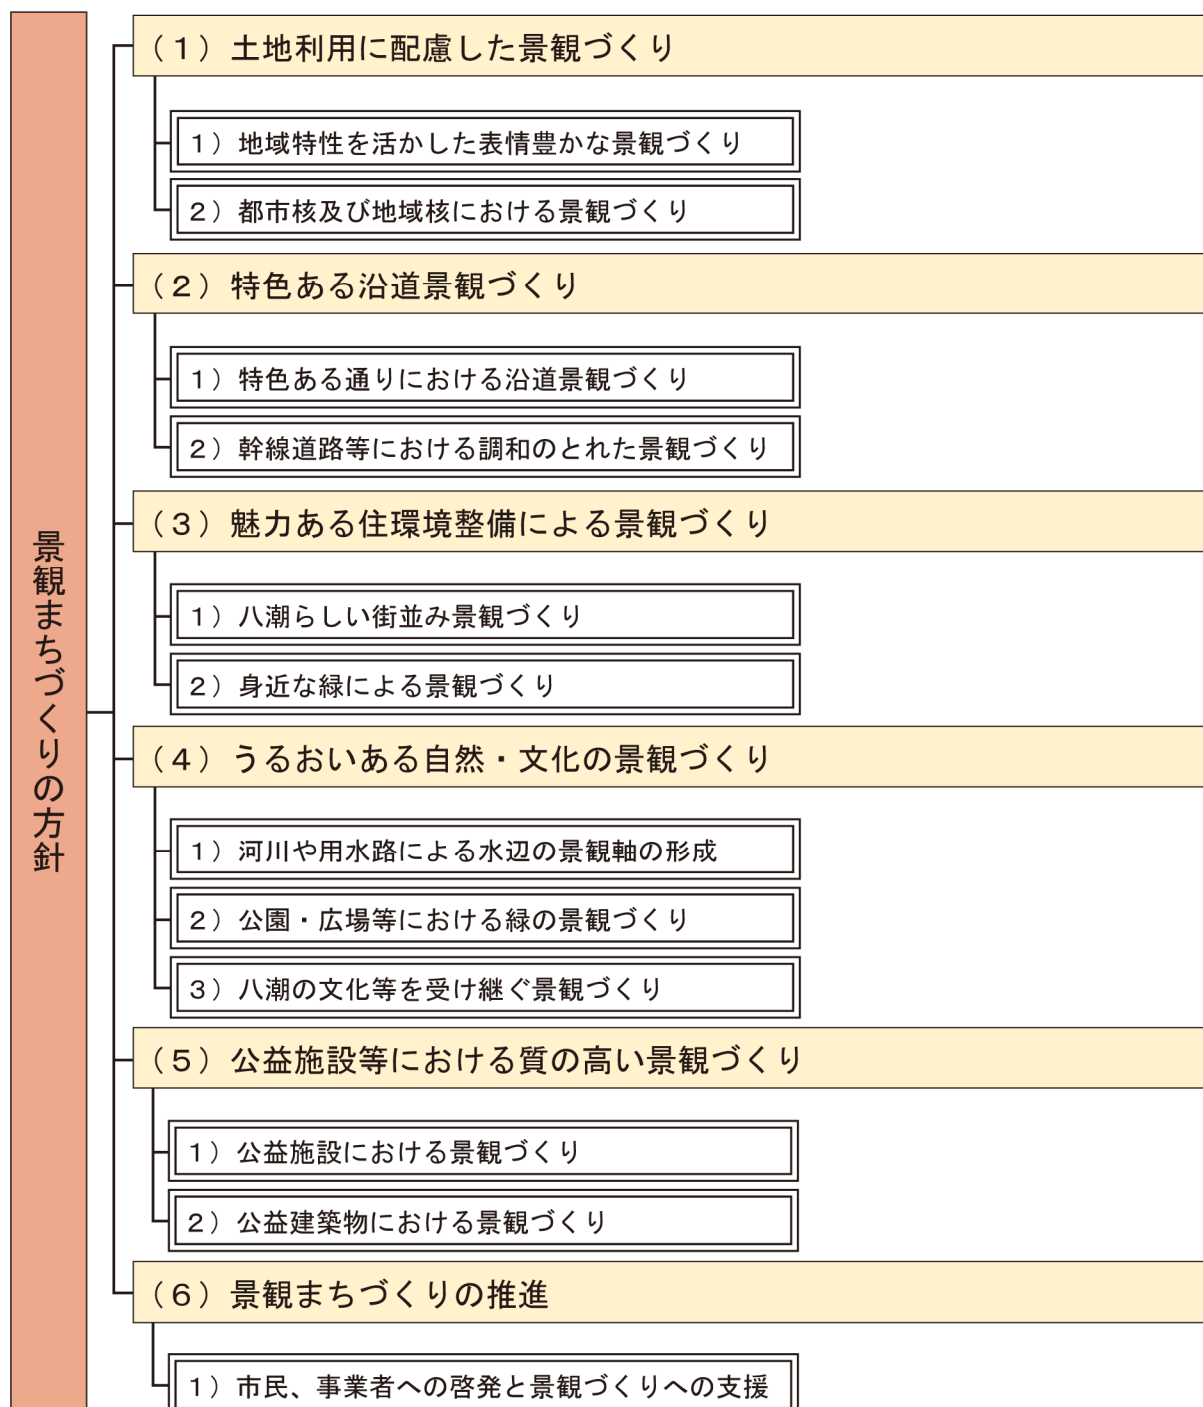 景観まちづくりの方針
（１）土地利用に配慮した景観づくり
１）地域特性を活かした表情豊かな景観づくり
２）都市核及び地域核における景観づくり
（２）特色ある沿道景観づくり
１）特色ある通りにおける沿道景観づくり
２）幹線道路等における調和のとれた景観づくり
（３）魅力ある住環境整備による景観づくり
１）八潮らしい街並み景観づくり
２）身近な緑による景観づくり
（４）うるおいある自然・文化の景観づくり
１）河川や用水路による水辺の景観軸の形成
２）公園・広場等における緑の景観づくり
３）八潮の文化等を受け継ぐ景観づくり
（５）公益施設等における質の高い景観づくり
１）公益施設における景観づくり
２）公益建築物における景観づくり
（６）景観まちづくりの推進
１）市民、事業者への啓発と景観づくりへの支援